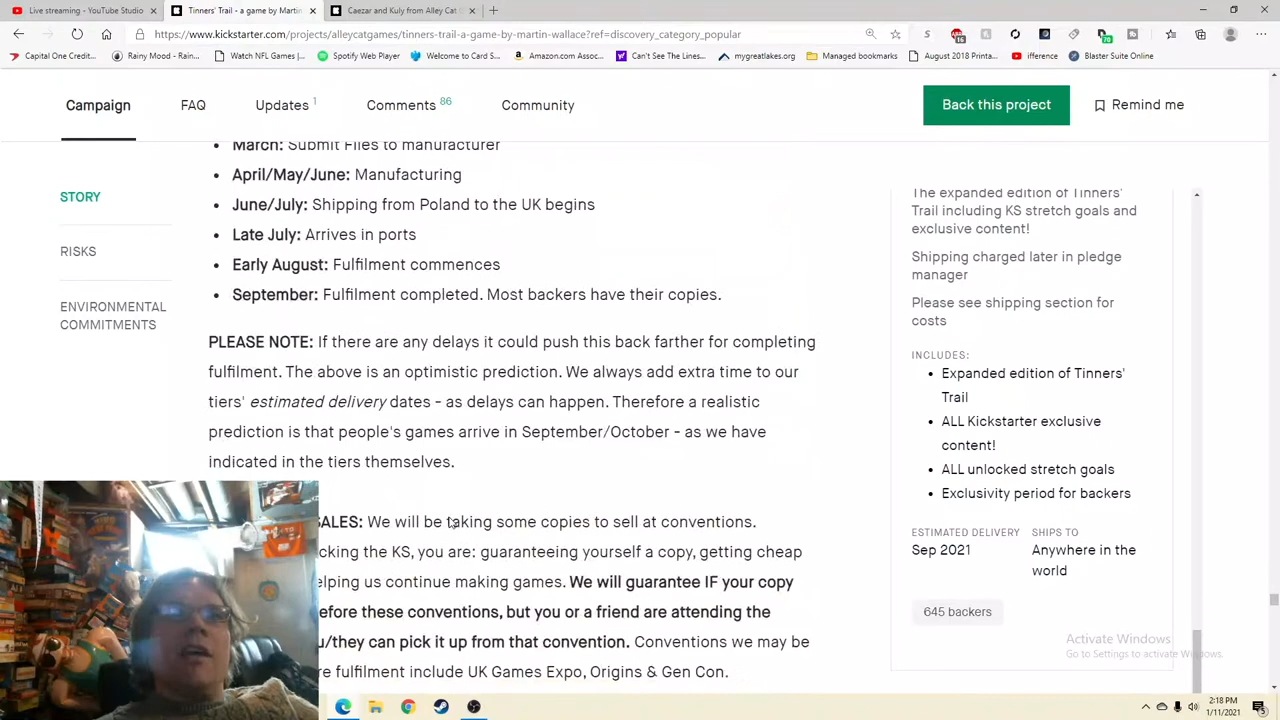 Live streaming - YouTube Studio
Tinners' Trail - a game by Martin
Caezar and Kuly from Alley Cat
https://www.kickstarter.com/projects/alleycatgames/tinners-trail-a-game-by-martin-wallace?ref=discovery_category_popular
Capital One Credit...
Rainy Mood - Rain...
Watch NFL Games |...
Spotify Web Player
Welcome to Card S...
Amazon.com Assoc...
Can't See The Lines...
mygreatlakes.org
Managed bookmarks
August 2018 Printa...
ifference
Blaster Suite Online
Campaign
FAQ
Updates 1
Comments 86
Community
Back this project
Remind me
STORY
RISKS
ENVIRONMENTAL
COMMITMENTS
• March: Submit Files to manufacturer
• April/May/June: Manufacturing
• June/July: Shipping from Poland to the UK begins
• Late July: Arrives in ports
• Early August: Fulfilment commences
• September: Fulfilment completed. Most backers have their copies.
PLEASE NOTE: If there are any delays it could push this back farther for completing
fulfilment. The above is an optimistic prediction. We always add extra time to our
tiers' estimated delivery dates - as delays can happen. Therefore a realistic
prediction is that people's games arrive in September/October - as we have
indicated in the tiers themselves.
SALES: We will be taking some copies to sell at conventions.
cking the KS, you are: guaranteeing yourself a copy, getting cheap
elping us continue making games. We will guarantee IF your copy
efore these conventions, but you or a friend are attending the
u/they can pick it up from that convention. Conventions we may be
re fulfilment include UK Games Expo, Origins & Gen Con.
The expanded edition of Tinners'
Trail including KS stretch goals and
exclusive content!
Shipping charged later in pledge
manager
Please see shipping section for
costs
INCLUDES:
• Expanded edition of Tinners'
Trail
• ALL Kickstarter exclusive
content!
• ALL unlocked stretch goals
• Exclusivity period for backers
ESTIMATED DELIVERY
Sep 2021
SHIPS TO
Anywhere in the
world
645 backers
Activate Windows
Go to Settings to activate Windows.
2:18 PM
1/11/2021